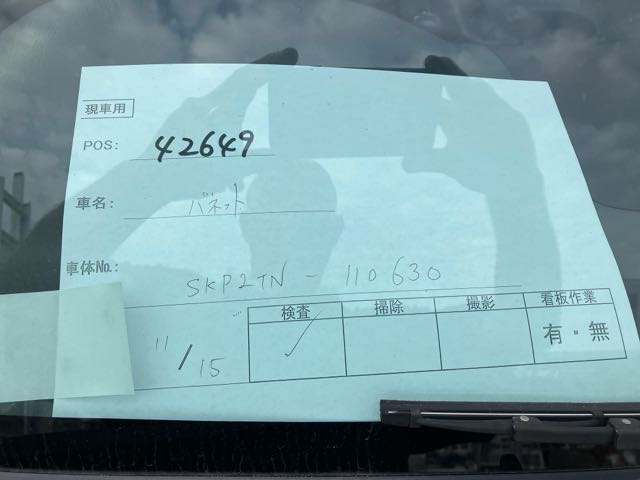 現車用
POS: 42649
車名: バネット
車体No.: SKP2TN-110630
11/15
検査 掃除 撮影 看板作業
✓ 有・無